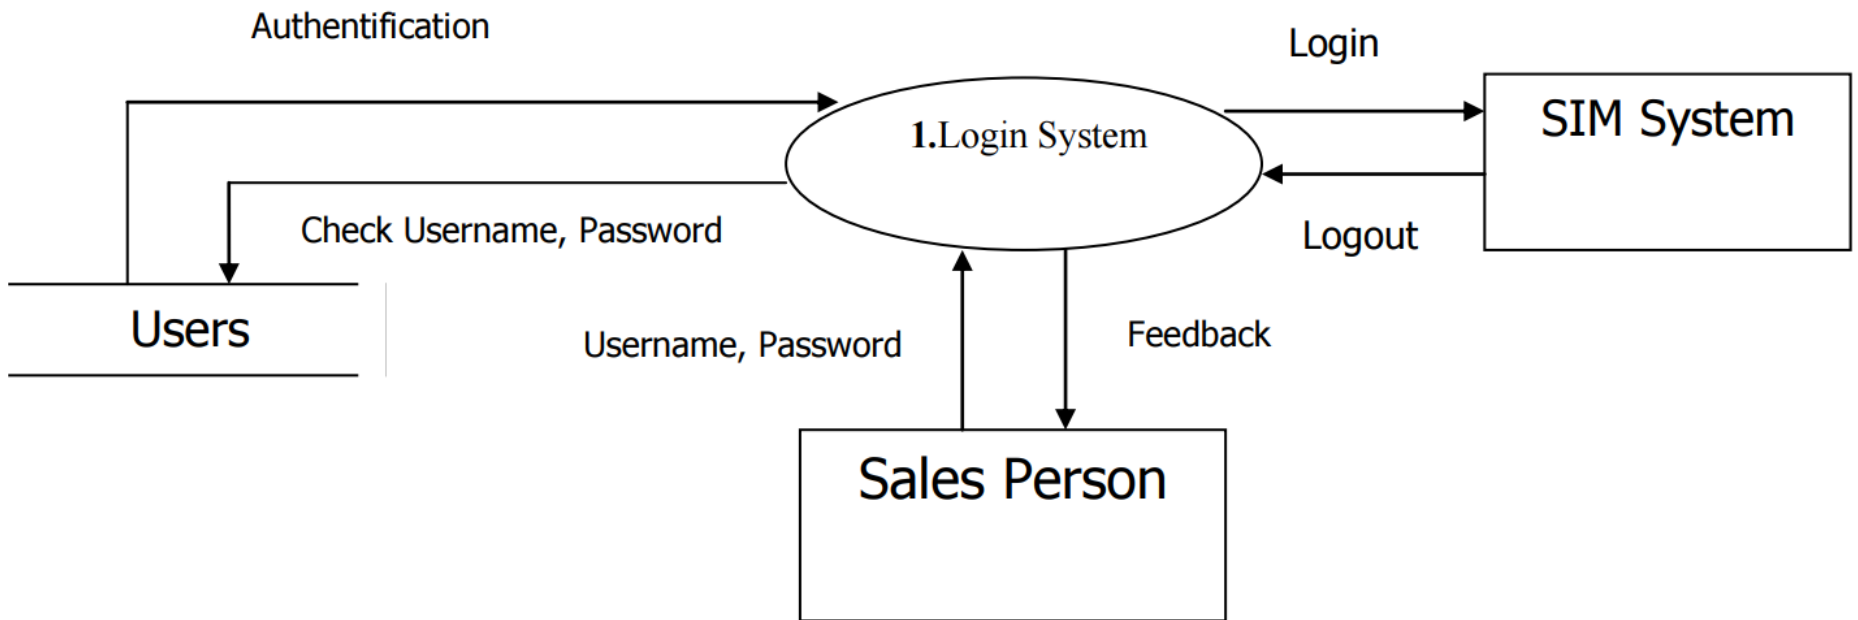 Authentification
Login
SIM System
1.Login System
Check Username, Password
Logout
Users
Username, Password
Feedback
Sales Person